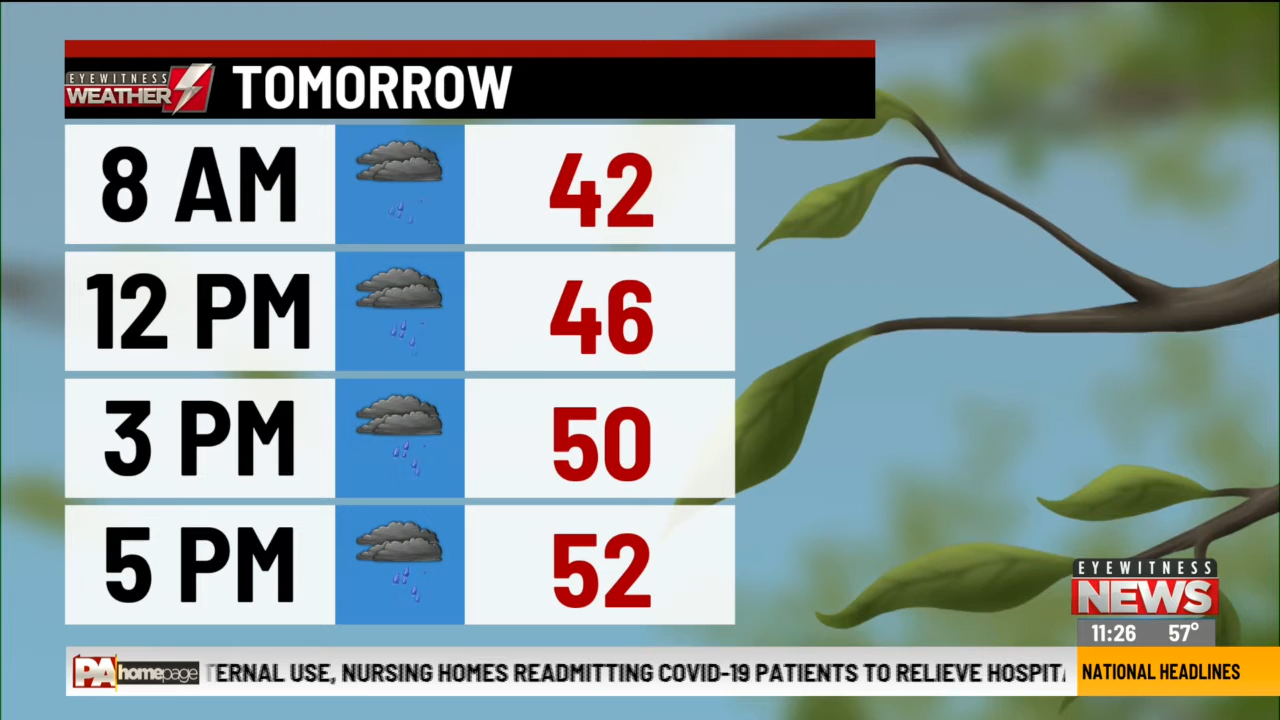 EYEWITNESS
WEATHER
TOMORROW
8 AM 42
12 PM 46
3 PM 50
5 PM 52
EYEWITNESS
NEWS
11:26 57°
PA homepage TERNAL USE, NURSING HOMES READMITTING COVID-19 PATIENTS TO RELIEVE HOSPIT NATIONAL HEADLINES